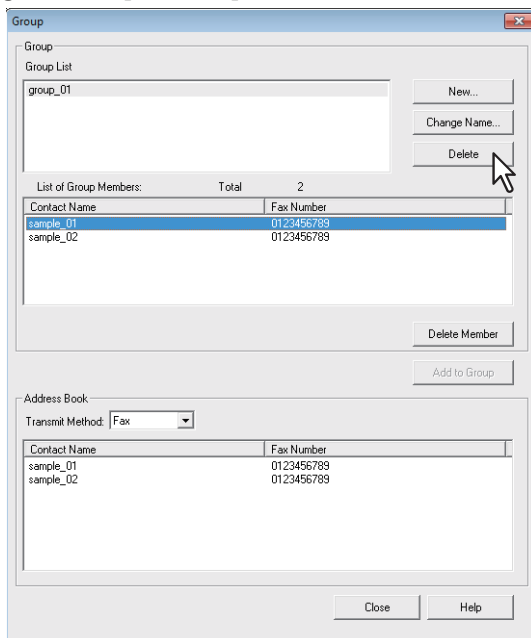 Group
Group
Group List
group_01
New...
Change Name...
Delete
List of Group Members: Total 2
Contact Name Fax Number
sample_01 0123456789
sample_02 0123456789
Delete Member
Add to Group
Address Book
Transmit Method: Fax
Contact Name Fax Number
sample_01 0123456789
sample_02 0123456789
Close Help